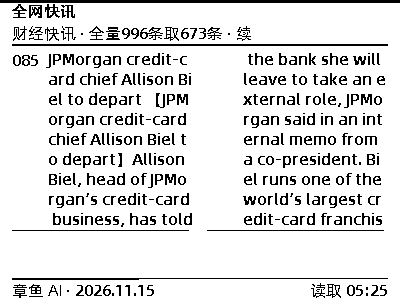 全网快讯
财经快讯 · 全量996条取673条 · 续
085 JPMorgan credit-c
ard chief Allison Bi
el to depart 【JPM
organ credit-card
chief Allison Biel t
o depart】Allison
Biel, head of JPMo
rgan’s credit-card
business, has told
the bank she will
leave to take an e
xternal role, JPMo
rgan said in an int
ernal memo from
a co-president. Bi
el runs one of the
world’s largest cr
edit-card franchis
章鱼 AI · 2026.11.15
读取 05:25